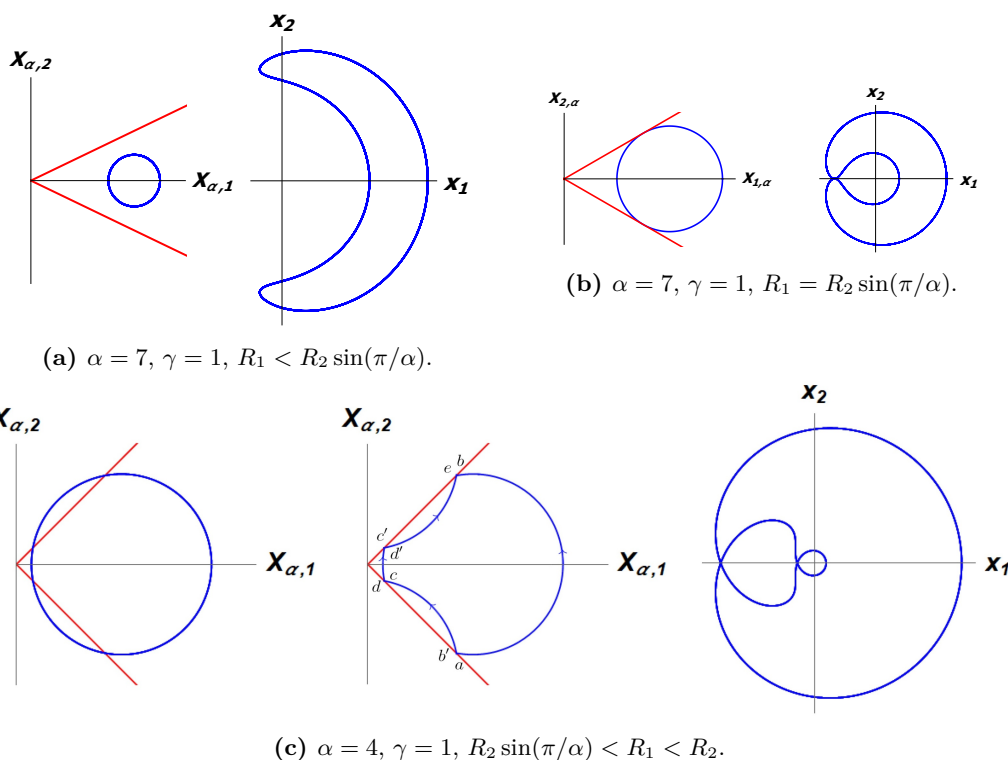 X_{α,2}
x_2
X_{α,1}
x_1
X_{2,α}
x_2
X_{1,α}
x_1
(b) α = 7, γ = 1, R_1 = R_2 sin(π/α).
(a) α = 7, γ = 1, R_1 < R_2 sin(π/α).
X_{α,2}
X_{α,1}
X_{α,2}
e b
c′
d′
c
d
b′
a
X_{α,1}
x_2
x_1
(c) α = 4, γ = 1, R_2 sin(π/α) < R_1 < R_2.